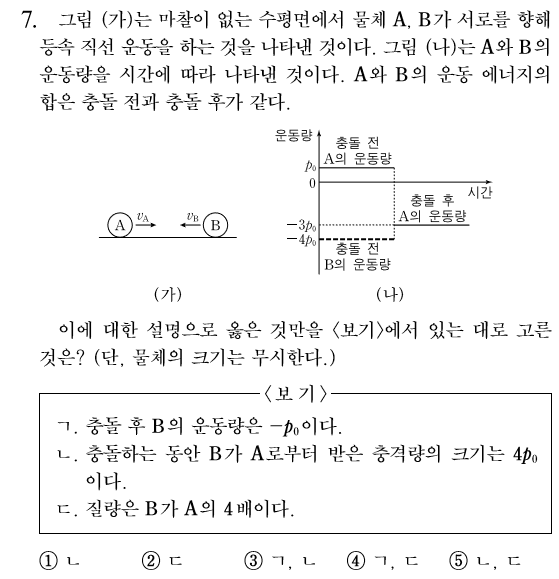 7. 그림 (가)는 마찰이 없는 수평면에서 물체 A, B가 서로를 향해
등속 직선 운동을 하는 것을 나타낸 것이다. 그림 (나)는 A와 B의
운동량을 시간에 따라 나타낸 것이다. A와 B의 운동 에너지의
합은 충돌 전과 충돌 후가 같다.
운동량
충돌 전
A의 운동량
p₀
0
시간
충돌 후
A의 운동량
-3p₀
-4p₀
충돌 전
B의 운동량
A
v_A
v_B
B
(가)
(나)
이에 대한 설명으로 옳은 것만을 <보기>에서 있는 대로 고른
것은? (단, 물체의 크기는 무시한다.)
<보 기>
ㄱ. 충돌 후 B의 운동량은 -p₀이다.
ㄴ. 충돌하는 동안 B가 A로부터 받은 충격량의 크기는 4p₀
이다.
ㄷ. 질량은 B가 A의 4배이다.
① ㄴ ② ㄷ ③ ㄱ, ㄴ ④ ㄱ, ㄷ ⑤ ㄴ, ㄷ